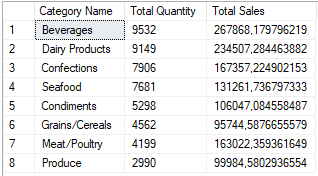 Category Name Total Quantity Total Sales
1 Beverages 9532 267868,179796219
2 Dairy Products 9149 234507,284463882
3 Confections 7906 167357,224902153
4 Seafood 7681 131261,736797333
5 Condiments 5298 106047,084558487
6 Grains/Cereals 4562 95744,5876655579
7 Meat/Poultry 4199 163022,359361649
8 Produce 2990 99984,5802936554